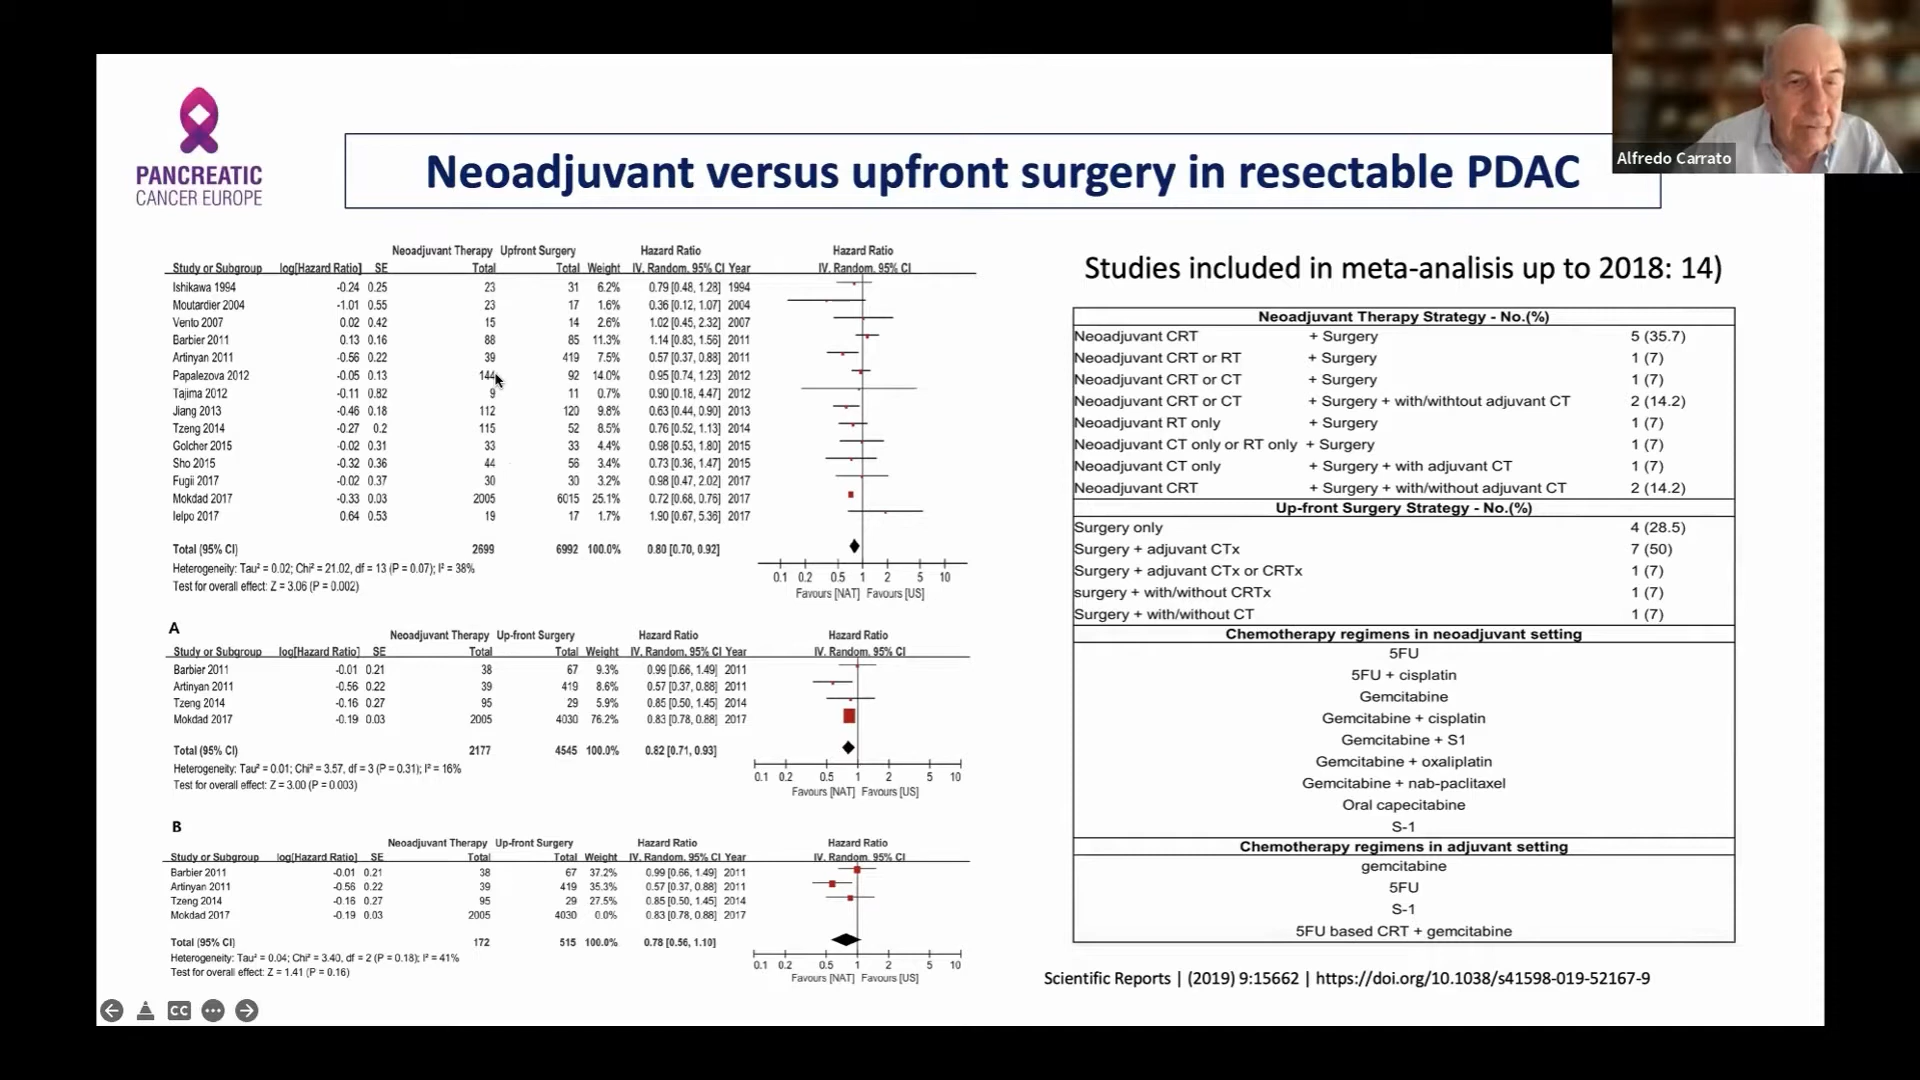 Alfredo Carrato
PANCREATIC
CANCER EUROPE
Neoadjuvant versus upfront surgery in resectable PDAC
Neoadjuvant Therapy Upfront Surgery Hazard Ratio Hazard Ratio
Study or Subgroup log[Hazard Ratio] SE Total Total Weight IV. Random. 95% CI Year IV. Random. 95% CI
Ishikawa 1994 -0.24 0.25 23 31 6.2% 0.79 [0.48, 1.28] 1994
Moutardier 2004 -1.01 0.55 23 17 1.6% 0.36 [0.12, 1.07] 2004
Vento 2007 0.02 0.42 15 14 2.6% 1.02 [0.45, 2.32] 2007
Barbier 2011 0.13 0.16 88 85 11.3% 1.14 [0.83, 1.56] 2011
Artinyan 2011 -0.56 0.22 39 419 7.5% 0.57 [0.37, 0.88] 2011
Papalezova 2012 -0.05 0.13 144 92 14.0% 0.95 [0.74, 1.23] 2012
Tajima 2012 -0.11 0.82 9 11 0.7% 0.90 [0.18, 4.47] 2012
Jiang 2013 -0.46 0.18 112 120 9.8% 0.63 [0.44, 0.90] 2013
Tzeng 2014 -0.27 0.2 115 52 8.5% 0.76 [0.52, 1.13] 2014
Golcher 2015 -0.02 0.31 33 33 4.4% 0.98 [0.53, 1.80] 2015
Sho 2015 -0.32 0.36 44 56 3.4% 0.73 [0.36, 1.47] 2015
Fugii 2017 -0.02 0.37 30 30 3.2% 0.98 [0.47, 2.02] 2017
Mokdad 2017 -0.33 0.03 2005 6015 25.1% 0.72 [0.68, 0.76] 2017
Ielpo 2017 0.64 0.53 19 17 1.7% 1.90 [0.67, 5.36] 2017
Total (95% CI) 2699 6992 100.0% 0.80 [0.70, 0.92]
Heterogeneity: Tau² = 0.02; Chi² = 21.02, df = 13 (P = 0.07); I² = 38%
Test for overall effect: Z = 3.06 (P = 0.002)
0.1 0.2 0.5 1 2 5 10
Favours [NAT] Favours [US]
A
Neoadjuvant Therapy Up-front Surgery Hazard Ratio Hazard Ratio
Study or Subgroup log[Hazard Ratio] SE Total Total Weight IV. Random. 95% CI Year IV. Random. 95% CI
Barbier 2011 -0.01 0.21 38 67 9.3% 0.99 [0.66, 1.49] 2011
Artinyan 2011 -0.56 0.22 39 419 8.6% 0.57 [0.37, 0.88] 2011
Tzeng 2014 -0.16 0.27 95 29 5.9% 0.85 [0.50, 1.45] 2014
Mokdad 2017 -0.19 0.03 2005 4030 76.2% 0.83 [0.78, 0.88] 2017
Total (95% CI) 2177 4545 100.0% 0.82 [0.71, 0.93]
Heterogeneity: Tau² = 0.01; Chi² = 3.57, df = 3 (P = 0.31); I² = 16%
Test for overall effect: Z = 3.00 (P = 0.003)
0.1 0.2 0.5 1 2 5 10
Favours [NAT] Favours [US]
B
Neoadjuvant Therapy Up-front Surgery Hazard Ratio Hazard Ratio
Study or Subgroup log[Hazard Ratio] SE Total Total Weight IV. Random. 95% CI Year IV. Random. 95% CI
Barbier 2011 -0.01 0.21 38 67 37.2% 0.99 [0.66, 1.49] 2011
Artinyan 2011 -0.56 0.22 39 419 35.3% 0.57 [0.37, 0.88] 2011
Tzeng 2014 -0.16 0.27 95 29 27.5% 0.85 [0.50, 1.45] 2014
Mokdad 2017 -0.19 0.03 2005 4030 0.0% 0.83 [0.78, 0.88] 2017
Total (95% CI) 172 515 100.0% 0.78 [0.56, 1.10]
Heterogeneity: Tau² = 0.04; Chi² = 3.40, df = 2 (P = 0.18); I² = 41%
Test for overall effect: Z = 1.41 (P = 0.16)
0.1 0.2 0.5 1 2 5 10
Favours [NAT] Favours [US]
CC
Studies included in meta-analisis up to 2018: 14)
Neoadjuvant Therapy Strategy - No.(%)
Neoadjuvant CRT + Surgery 5 (35.7)
Neoadjuvant CRT or RT + Surgery 1 (7)
Neoadjuvant CRT or CT + Surgery 1 (7)
Neoadjuvant CRT or CT + Surgery + with/withtout adjuvant CT 2 (14.2)
Neoadjuvant RT only + Surgery 1 (7)
Neoadjuvant CT only or RT only + Surgery 1 (7)
Neoadjuvant CT only + Surgery + with adjuvant CT 1 (7)
Neoadjuvant CRT + Surgery + with/without adjuvant CT 2 (14.2)
Up-front Surgery Strategy - No.(%)
Surgery only 4 (28.5)
Surgery + adjuvant CTx 7 (50)
Surgery + adjuvant CTx or CRTx 1 (7)
surgery + with/without CRTx 1 (7)
Surgery + with/without CT 1 (7)
Chemotherapy regimens in neoadjuvant setting
5FU
5FU + cisplatin
Gemcitabine
Gemcitabine + cisplatin
Gemcitabine + S1
Gemcitabine + oxaliplatin
Gemcitabine + nab-paclitaxel
Oral capecitabine
S-1
Chemotherapy regimens in adjuvant setting
gemcitabine
5FU
S-1
5FU based CRT + gemcitabine
Scientific Reports | (2019) 9:15662 | https://doi.org/10.1038/s41598-019-52167-9